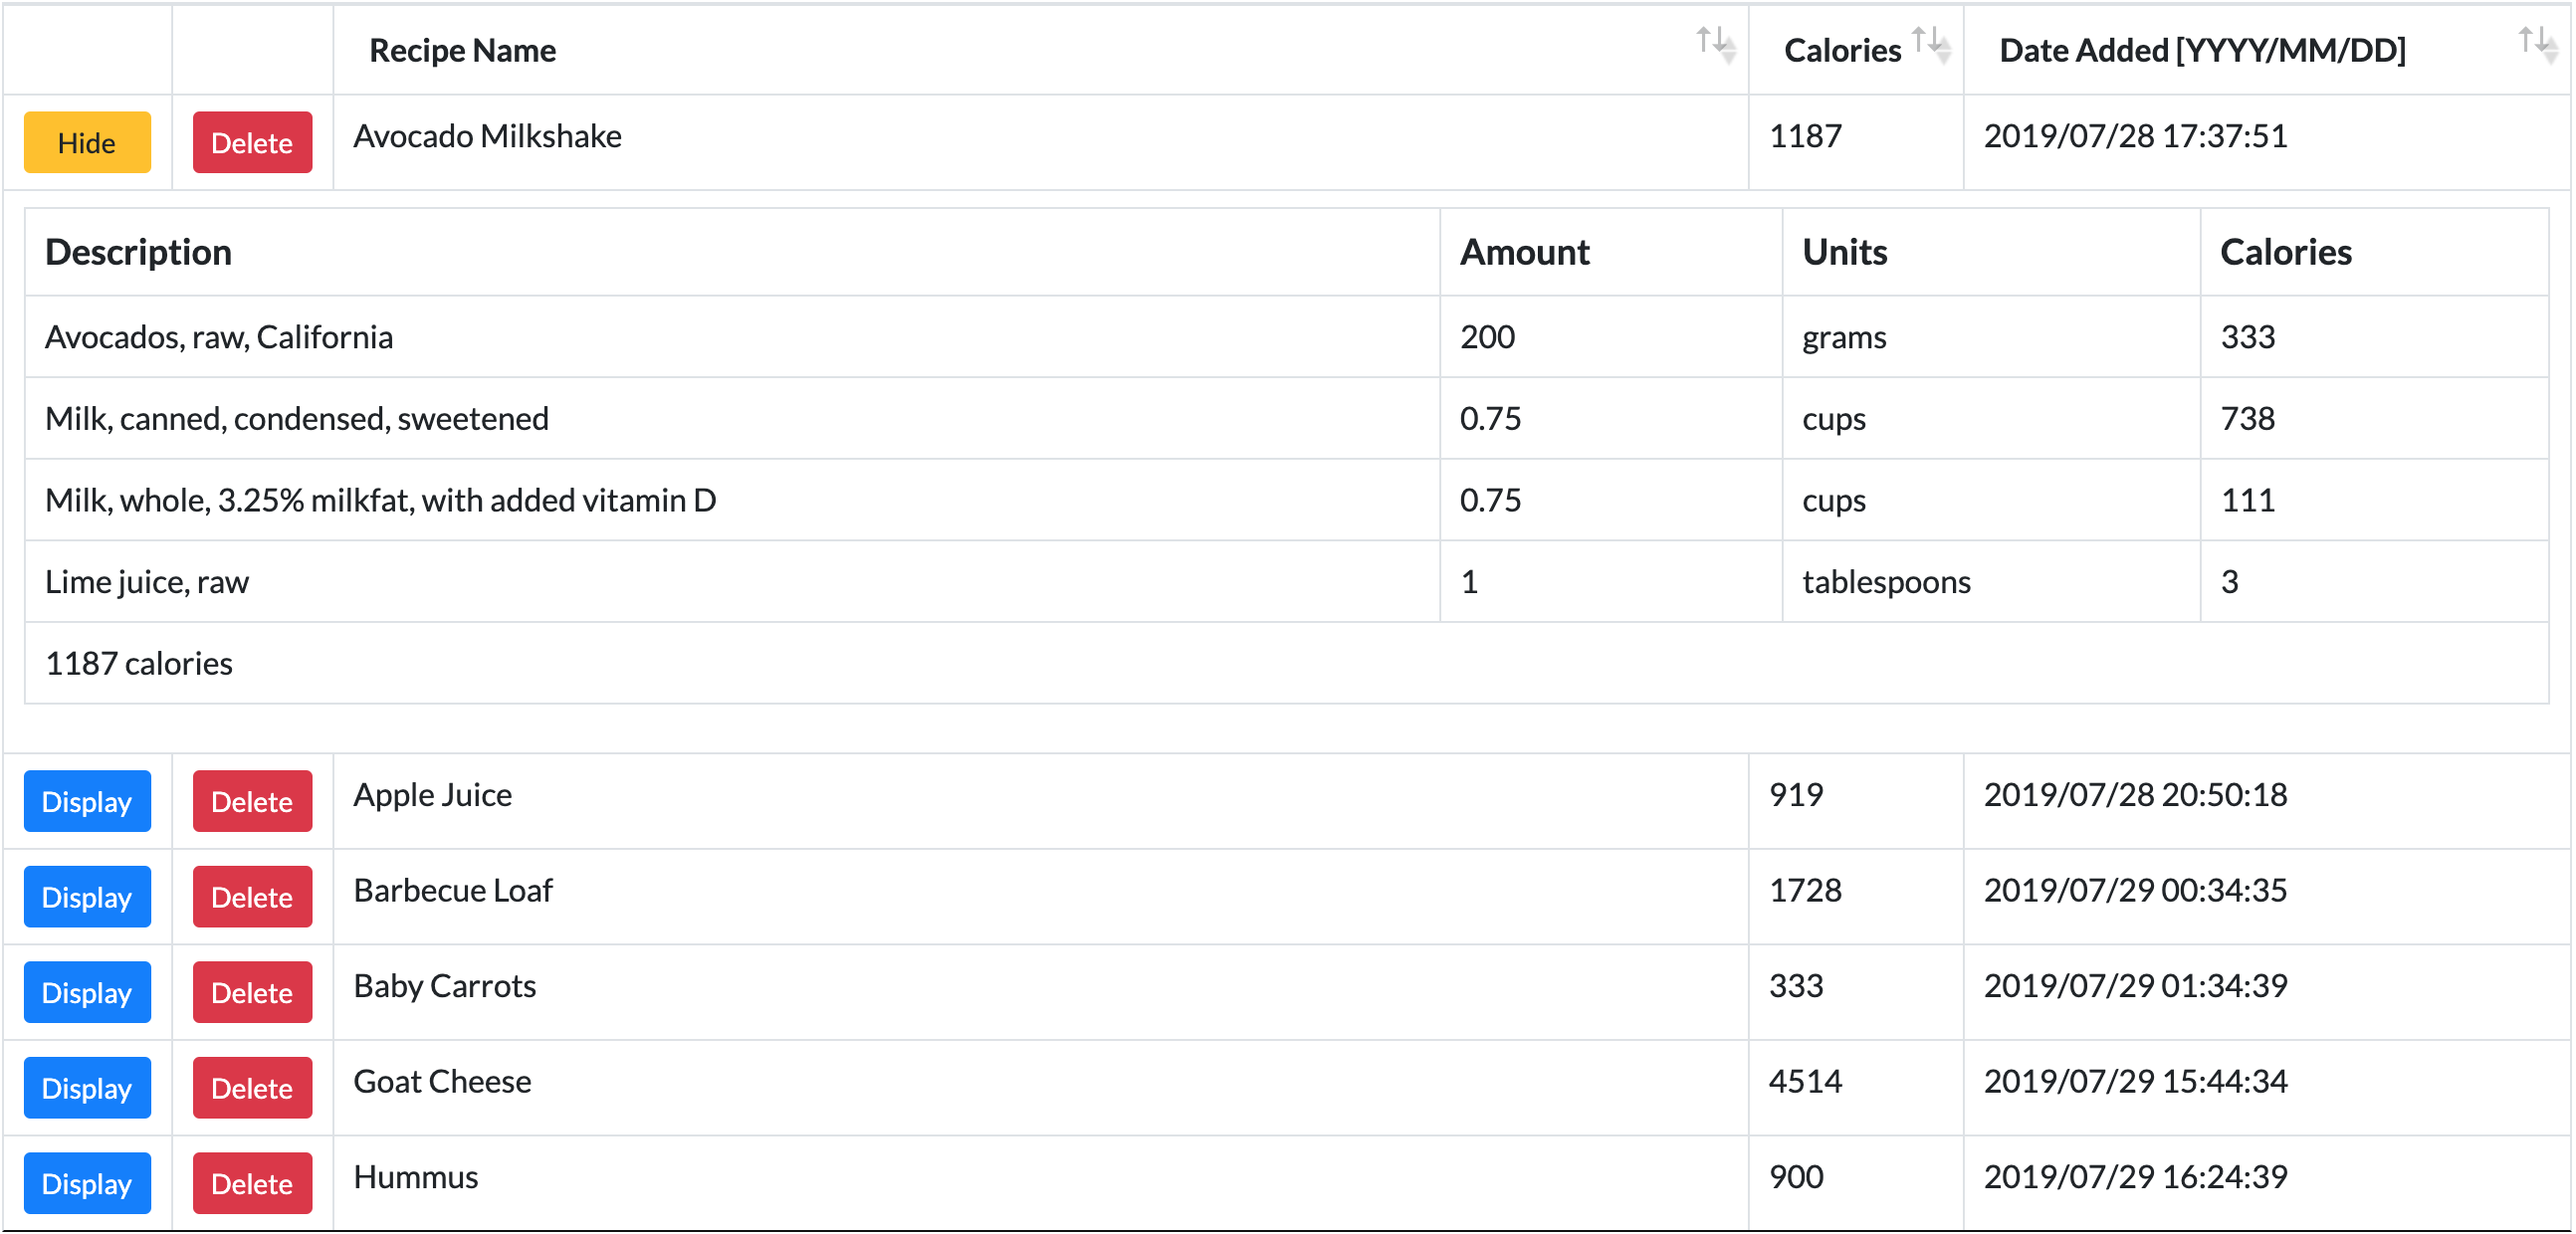 Recipe Name Calories Date Added [YYYY/MM/DD]
Hide Delete Avocado Milkshake 1187 2019/07/28 17:37:51
Description Amount Units Calories
Avocados, raw, California 200 grams 333
Milk, canned, condensed, sweetened 0.75 cups 738
Milk, whole, 3.25% milkfat, with added vitamin D 0.75 cups 111
Lime juice, raw 1 tablespoons 3
1187 calories
Display Delete Apple Juice 919 2019/07/28 20:50:18
Display Delete Barbecue Loaf 1728 2019/07/29 00:34:35
Display Delete Baby Carrots 333 2019/07/29 01:34:39
Display Delete Goat Cheese 4514 2019/07/29 15:44:34
Display Delete Hummus 900 2019/07/29 16:24:39